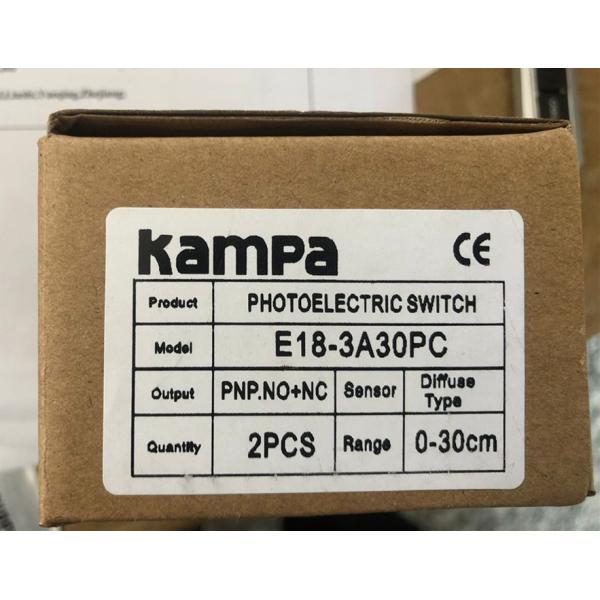 Kampa
CE
Product PHOTOELECTRIC SWITCH
Model E18-3A30PC
Output PNP.NO+NC Sensor Diffuse Type
Quantity 2PCS Range 0-30cm